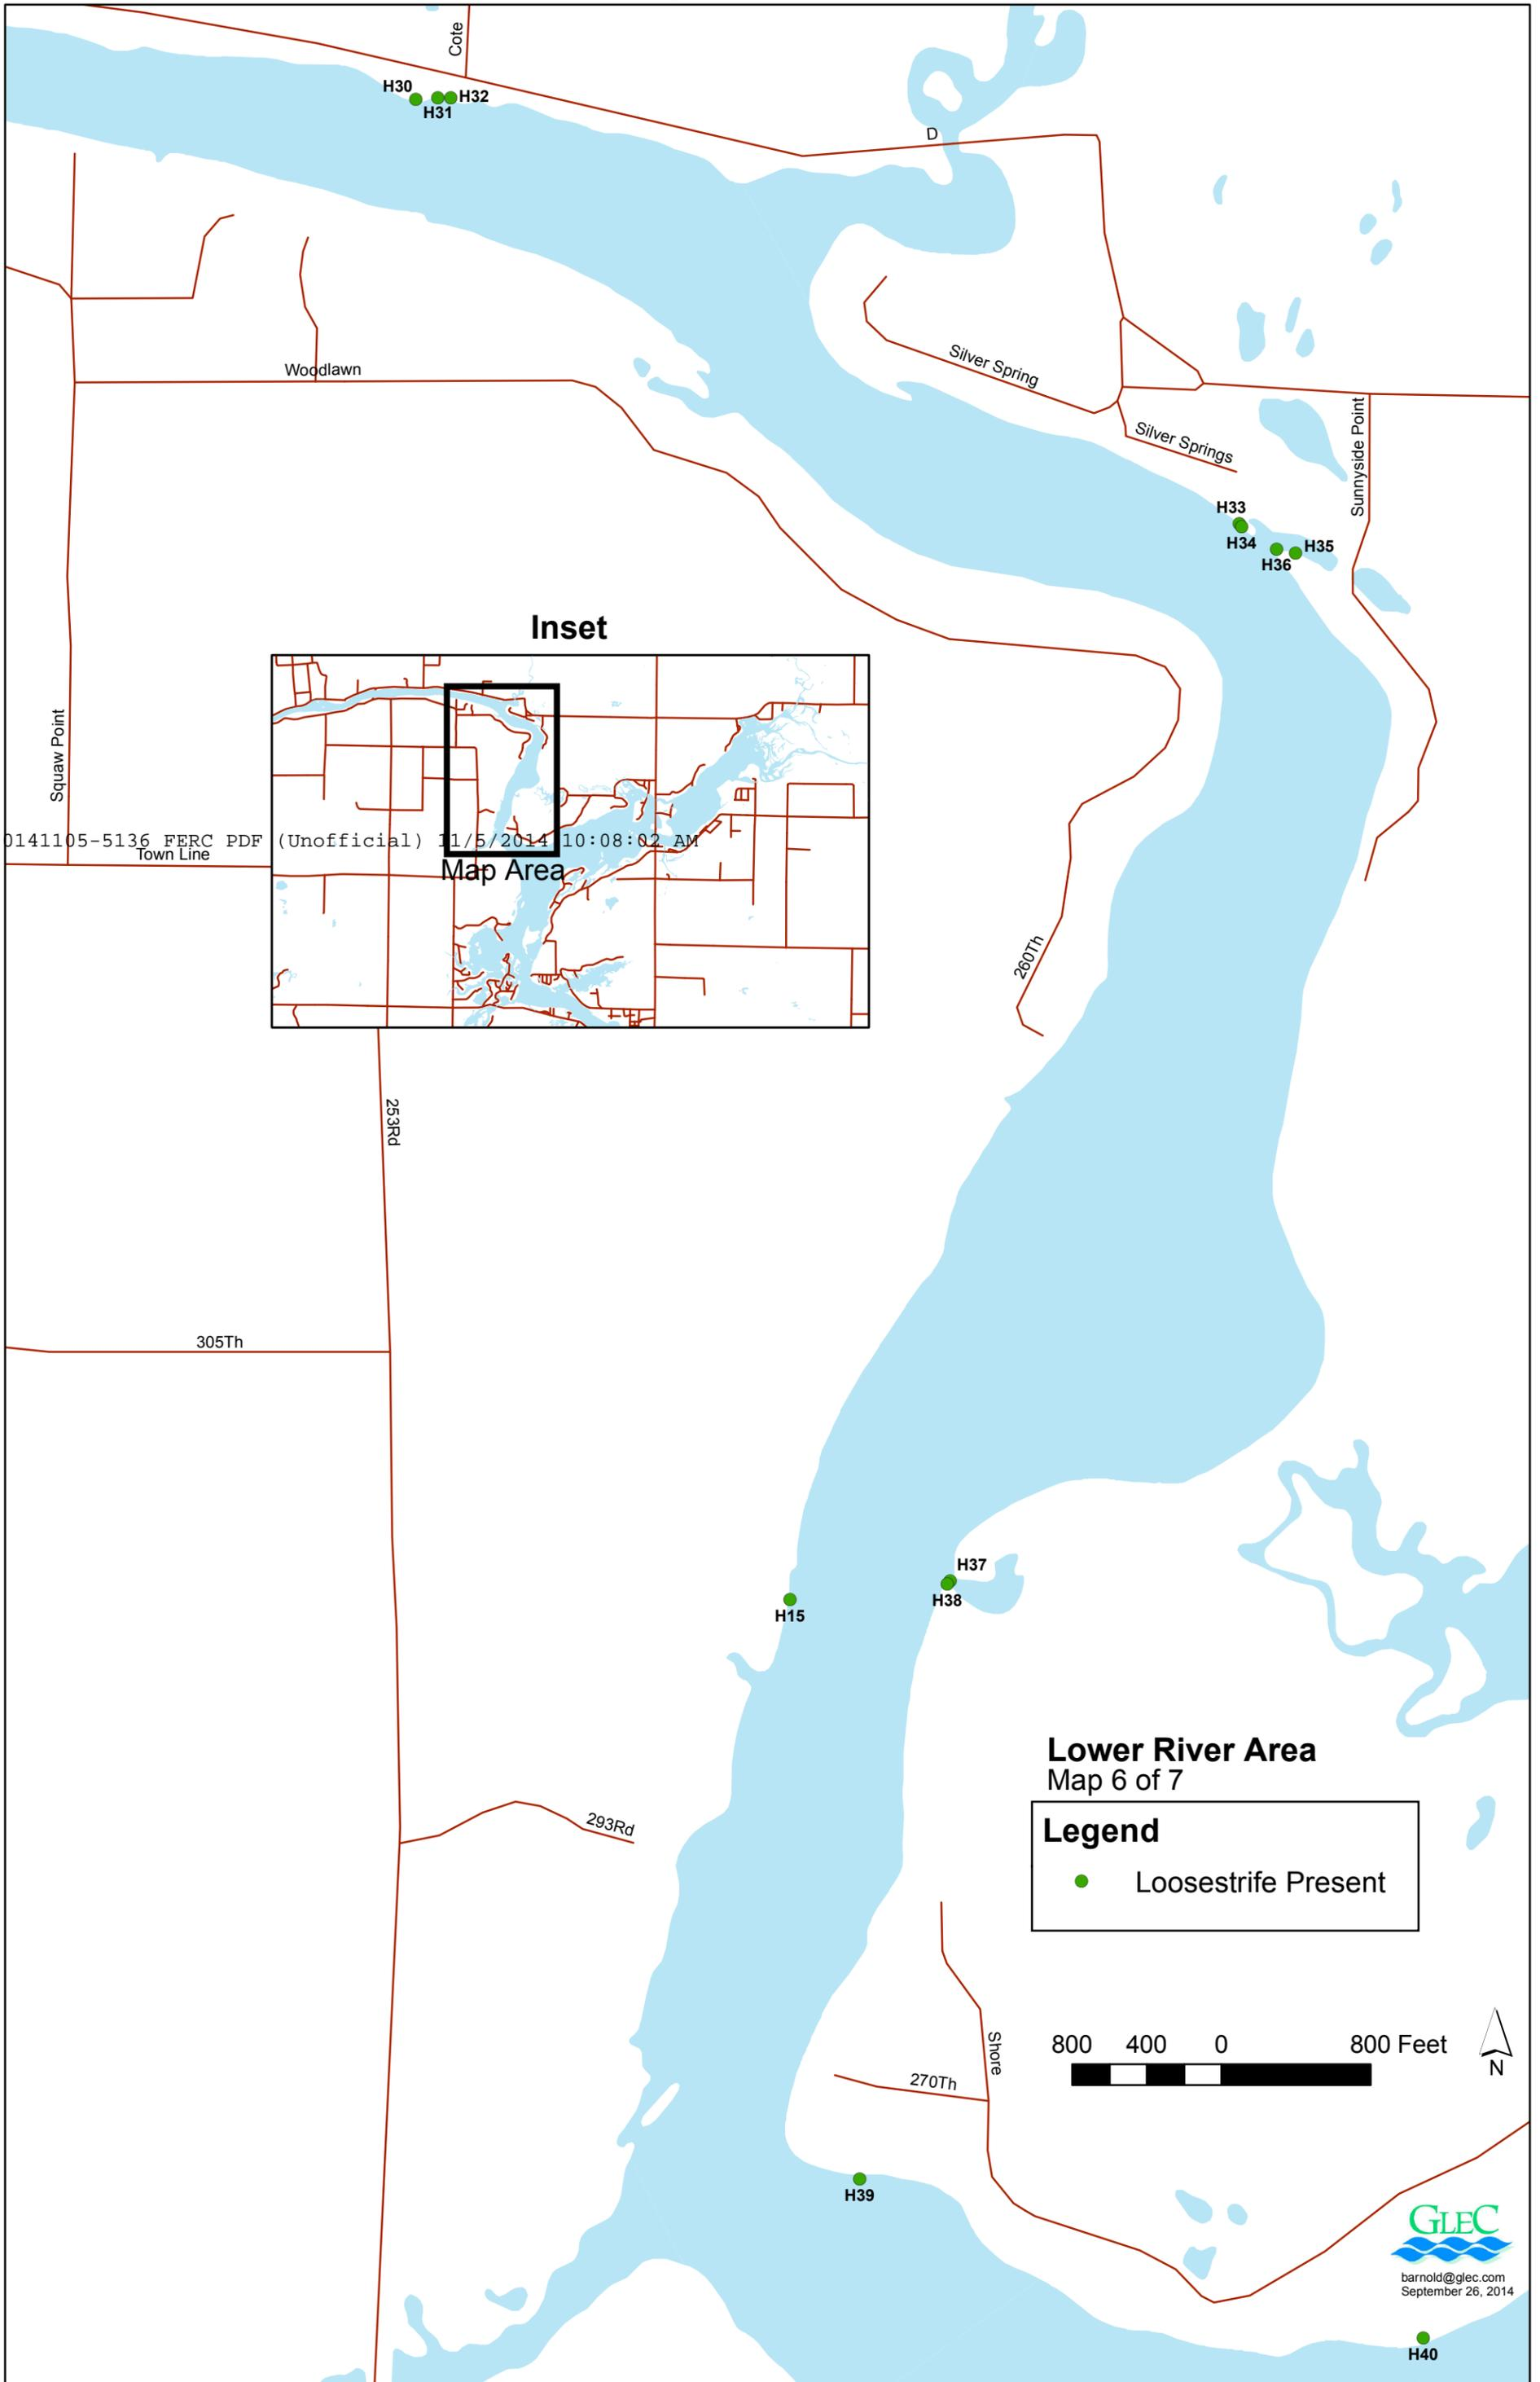 Cote
H30
H32
H31
D
Silver Spring
Woodlawn
Sunnyside Point
Silver Springs
H33
H34
H35
H36
Inset
Squaw Point
0141105-5136 FERC PDF (Unofficial) 11/5/2014 10:08:02 AM
Town Line
Map Area
260Th
253Rd
305Th
H37
H38
H15
Lower River Area
Map 6 of 7
Legend
Loosestrife Present
293Rd
Shore
800 400 0 800 Feet
N
270Th
H39
GLEC
barnold@glec.com
September 26, 2014
H40